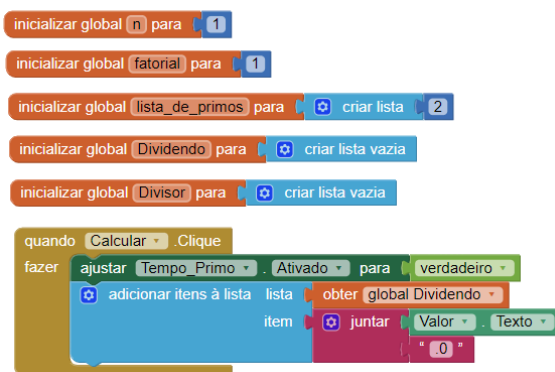 inicializar global n para 1
inicializar global fatorial para 1
inicializar global lista_de_primos para criar lista 2
inicializar global Dividendo para criar lista vazia
inicializar global Divisor para criar lista vazia
quando Calcular .Clique
fazer ajustar Tempo_Primo . Ativado para verdadeiro
adicionar itens à lista lista obter global Dividendo
item juntar Valor . Texto
" .0 "